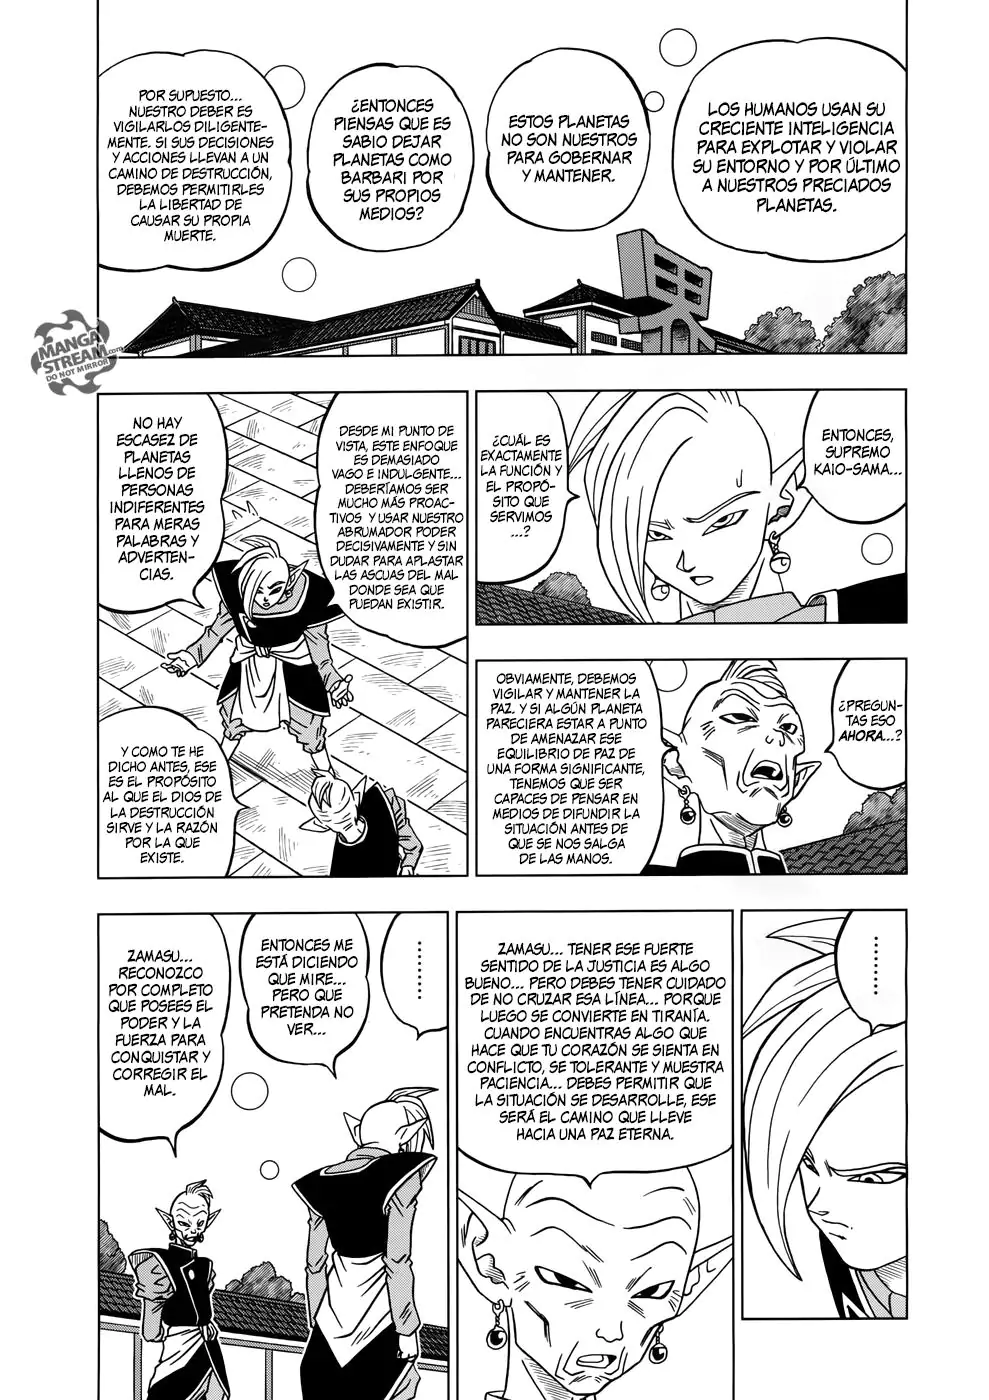 LOS HUMANOS USAN SU
CRECIENTE INTELIGENCIA
PARA EXPLOTAR Y VIOLAR
SU ENTORNO Y POR ÚLTIMO
A NUESTROS PRECIADOS
PLANETAS.
ESTOS PLANETAS
NO SON NUESTROS
PARA GOBERNAR
Y MANTENER.
¿ENTONCES
PIENSAS QUE ES
SABIO DEJAR
PLANETAS COMO
BARBARI POR
SUS PROPIOS
MEDIOS?
POR SUPUESTO...
NUESTRO DEBER ES
VIGILARLOS DILIGENTE-
MENTE. SI SUS DECISIONES
Y ACCIONES LLEVAN A UN
CAMINO DE DESTRUCCIÓN,
DEBEMOS PERMITIRLES
LA LIBERTAD DE
CAUSAR SU PROPIA
MUERTE.
MANGA
STREAM.com
DO NOT MIRROR
ENTONCES,
SUPREMO
KAIO-SAMA...
¿CUÁL ES
EXACTAMENTE
LA FUNCIÓN Y
EL PROPÓ-
SITO QUE
SERVIMOS
...?
DESDE MI PUNTO DE
VISTA, ESTE ENFOQUE
ES DEMASIADO
VAGO E INDULGENTE...
DEBERÍAMOS SER
MUCHO MÁS PROAC-
TIVOS Y USAR NUESTRO
ABRUMADOR PODER
DECISIVAMENTE Y SIN
DUDAR PARA APLASTAR
LAS ASCUAS DEL MAL
DONDE SEA QUE
PUEDAN EXISTIR.
NO HAY
ESCASEZ DE
PLANETAS
LLENOS DE
PERSONAS
INDIFERENTES
PARA MERAS
PALABRAS Y
ADVERTEN-
CIAS.
¿PREGUN-
TAS ESO
AHORA...?
OBVIAMENTE, DEBEMOS
VIGILAR Y MANTENER LA
PAZ. Y SI ALGÚN PLANETA
PARECIERA ESTAR A PUNTO
DE AMENAZAR ESE
EQUILIBRIO DE PAZ DE
UNA FORMA SIGNIFICANTE,
TENEMOS QUE SER
CAPACES DE PENSAR EN
MEDIOS DE DIFUNDIR LA
SITUACIÓN ANTES DE
QUE SE NOS SALGA
DE LAS MANOS.
Y COMO TE HE
DICHO ANTES, ESE
ES EL PROPÓSITO
AL QUE EL DIOS DE
LA DESTRUCCIÓN
SIRVE Y LA RAZÓN
POR LA QUE
EXISTE.
.........
ZAMASU... TENER ESE FUERTE
SENTIDO DE LA JUSTICIA ES ALGO
BUENO... PERO DEBES TENER CUIDADO
DE NO CRUZAR ESA LÍNEA... PORQUE
LUEGO SE CONVIERTE EN TIRANÍA.
CUANDO ENCUENTRAS ALGO QUE
HACE QUE TU CORAZÓN SE SIENTA EN
CONFLICTO, SE TOLERANTE Y MUESTRA
PACIENCIA... DEBES PERMITIR QUE
LA SITUACIÓN SE DESARROLLE, ESE
SERÁ EL CAMINO QUE LLEVE
HACIA UNA PAZ ETERNA.
.........
ENTONCES ME
ESTÁ DICIENDO
QUE MIRE...
PERO QUE
PRETENDA NO
VER...
ZAMASU...
RECONOZCO
POR COMPLETO
QUE POSEES EL
PODER Y LA
FUERZA PARA
CONQUISTAR Y
CORREGIR EL
MAL.